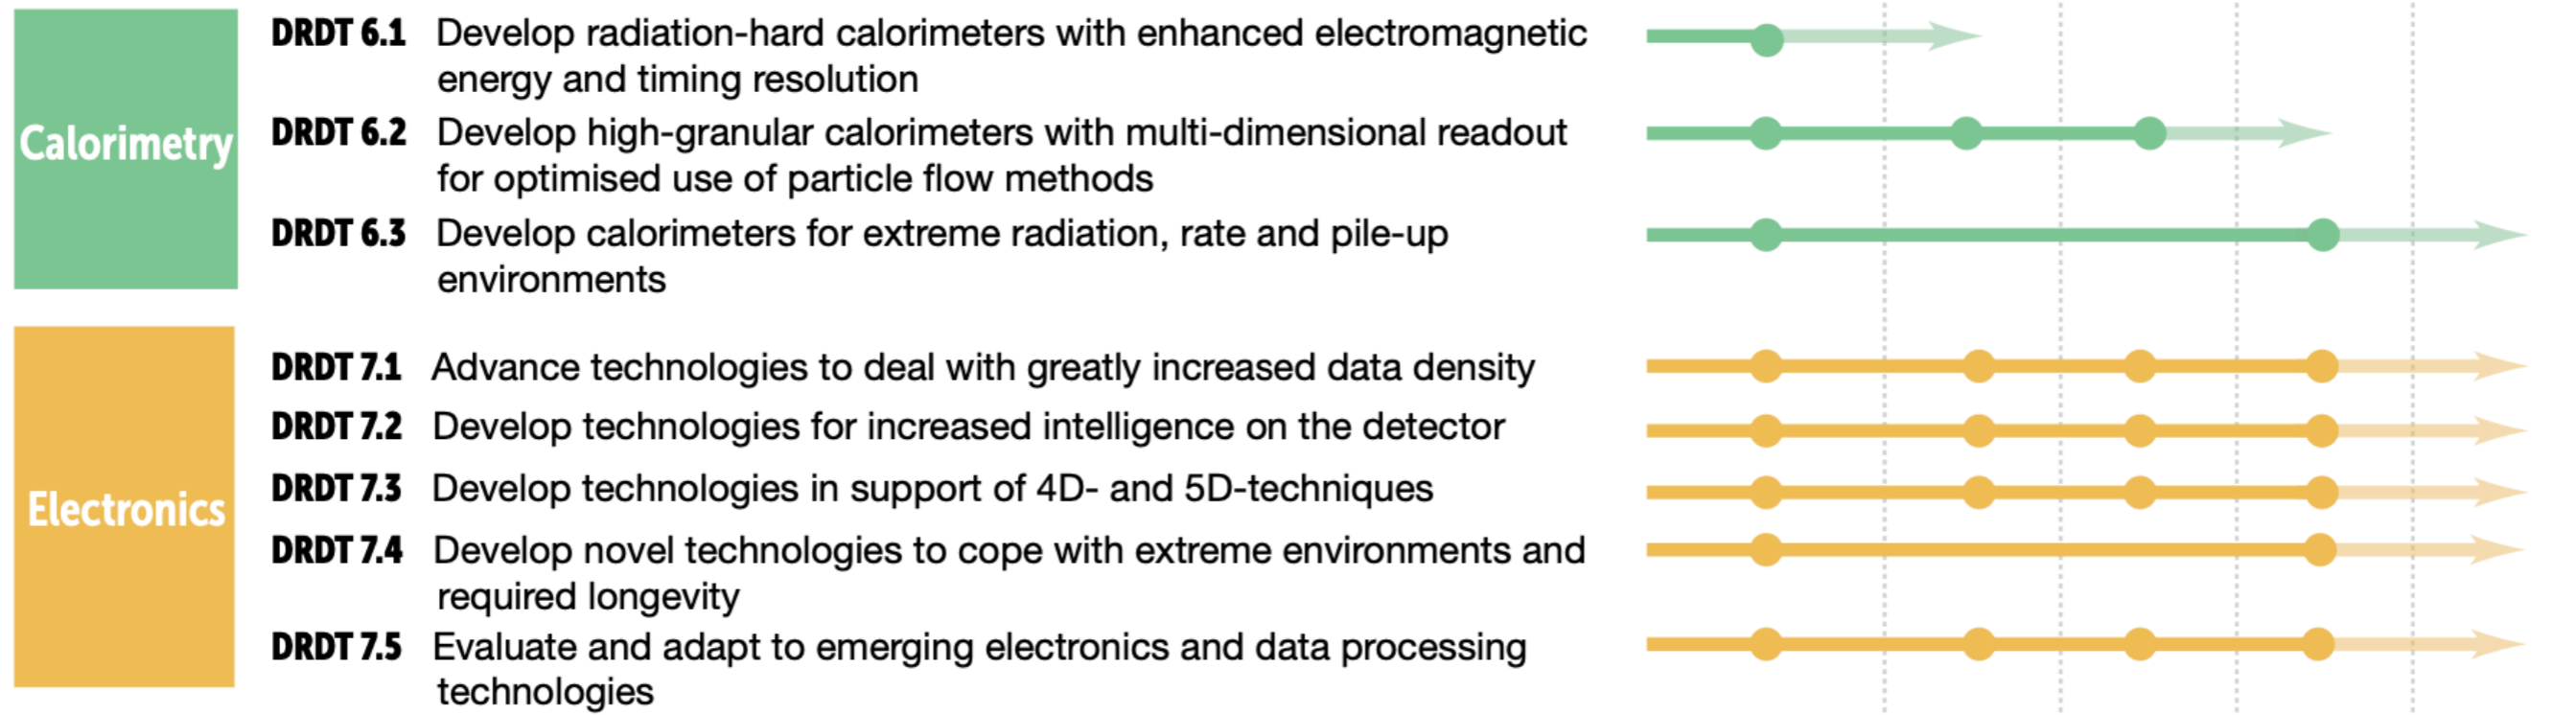 Calorimetry
DRDT 6.1 Develop radiation-hard calorimeters with enhanced electromagnetic
energy and timing resolution
DRDT 6.2 Develop high-granular calorimeters with multi-dimensional readout
for optimised use of particle flow methods
DRDT 6.3 Develop calorimeters for extreme radiation, rate and pile-up
environments
Electronics
DRDT 7.1 Advance technologies to deal with greatly increased data density
DRDT 7.2 Develop technologies for increased intelligence on the detector
DRDT 7.3 Develop technologies in support of 4D- and 5D-techniques
DRDT 7.4 Develop novel technologies to cope with extreme environments and
required longevity
DRDT 7.5 Evaluate and adapt to emerging electronics and data processing
technologies